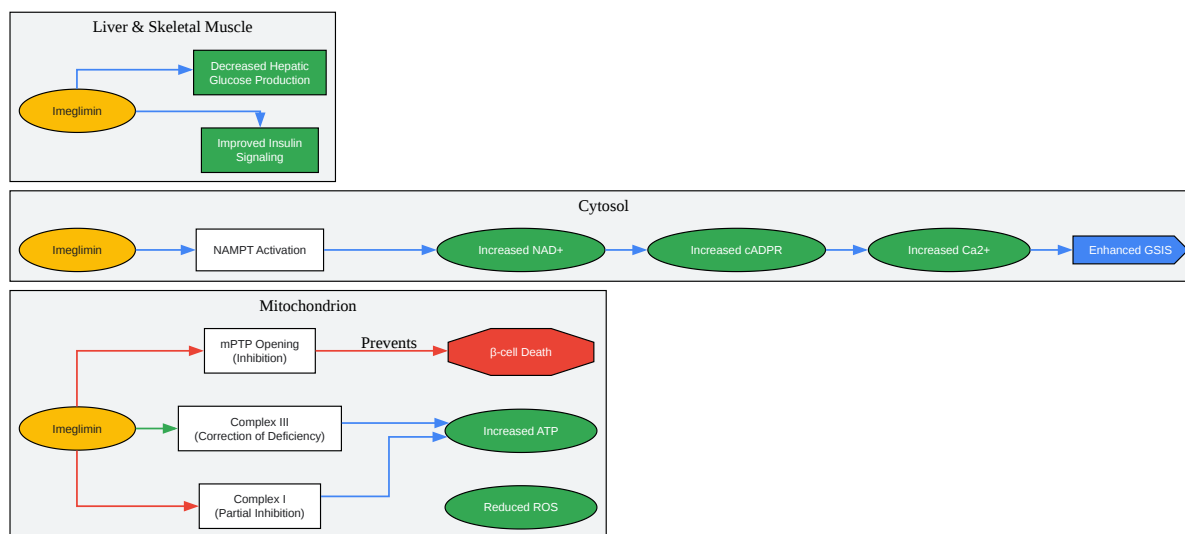 Liver & Skeletal Muscle
Decreased Hepatic
Glucose Production
Imeglimin
Improved Insulin
Signaling
Cytosol
Imeglimin
NAMPT Activation
Increased NAD+
Increased cADPR
Increased Ca2+
Enhanced GSIS
Mitochondrion
mPTP Opening
(Inhibition)
Prevents
β-cell Death
Imeglimin
Complex III
(Correction of Deficiency)
Increased ATP
Complex I
(Partial Inhibition)
Reduced ROS